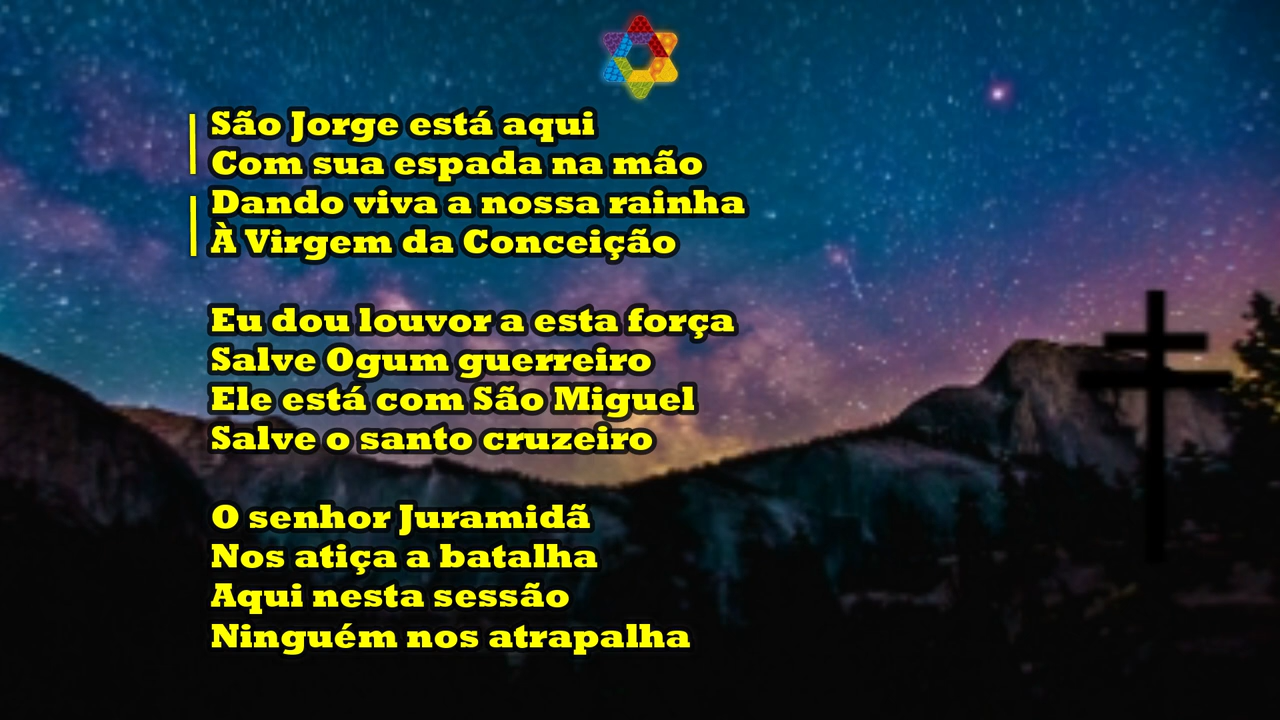 São Jorge está aqui
Com sua espada na mão
Dando viva a nossa rainha
À Virgem da Conceição
Eu dou louvor a esta força
Salve Ogum guerreiro
Ele está com São Miguel
Salve o santo cruzeiro
O senhor Juramidã
Nos atiça a batalha
Aqui nesta sessão
Ninguém nos atrapalha